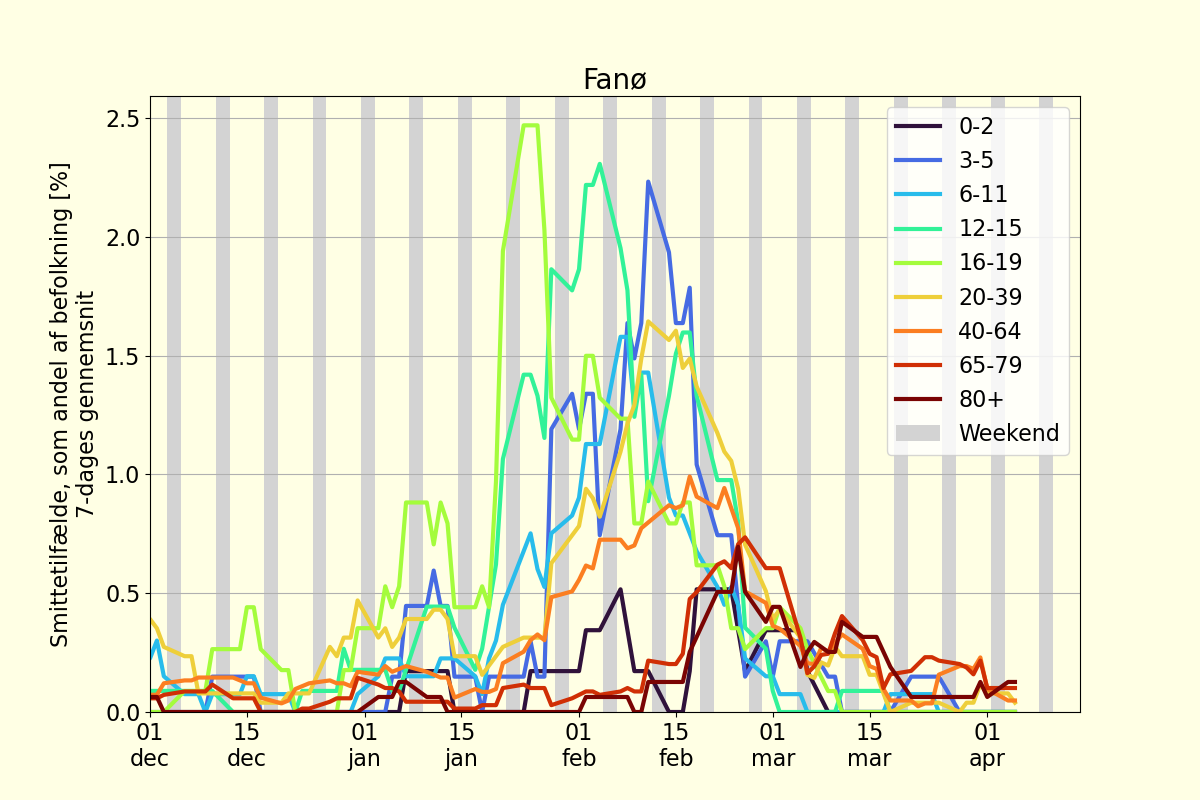 Fanø
Smittetilfælde, som andel af befolkning [%]
7-dages gennemsnit
2.5
2.0
1.5
1.0
0.5
0.0
01 dec
15 dec
01 jan
15 jan
01 feb
15 feb
01 mar
15 mar
01 apr
0-2
3-5
6-11
12-15
16-19
20-39
40-64
65-79
80+
Weekend